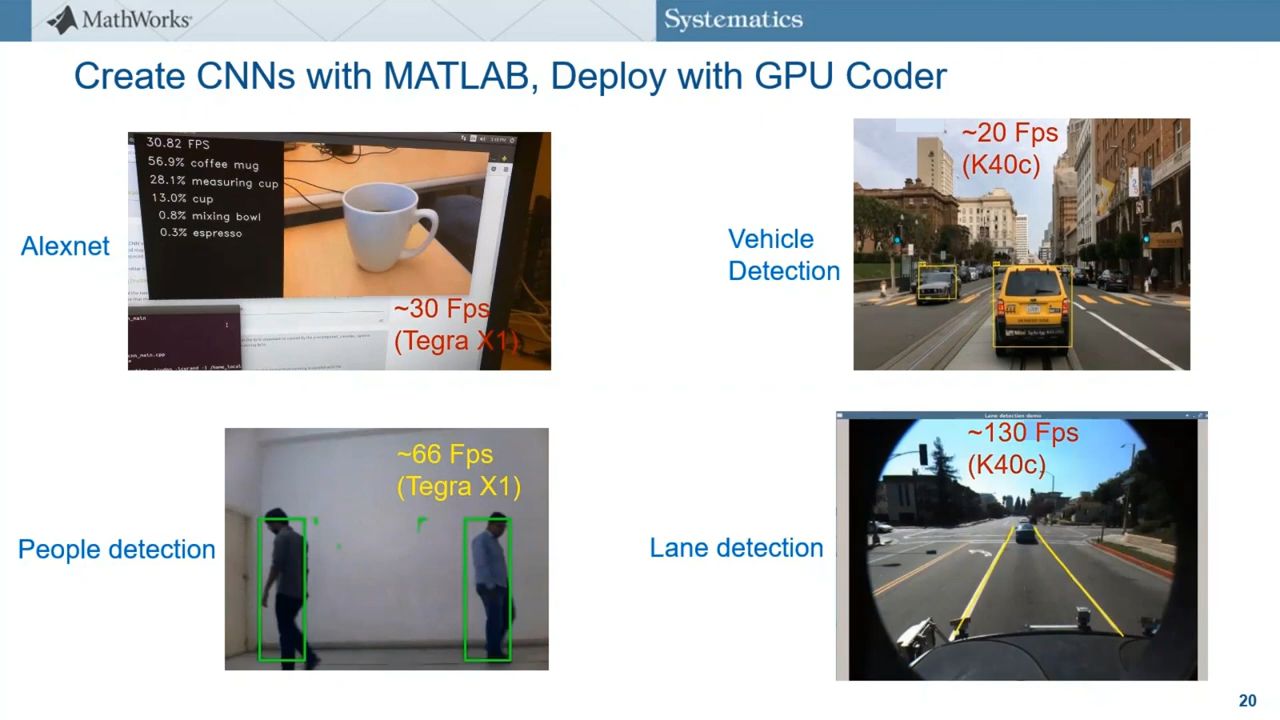 MathWorks
Systematics
Create CNNs with MATLAB, Deploy with GPU Coder
30.82 FPS
56.9% coffee mug
28.1% measuring cup
13.0% cup
0.8% mixing bowl
0.3% espresso
Alexnet
~30 Fps
(Tegra X1)
~20 Fps
(K40c)
Vehicle
Detection
~66 Fps
(Tegra X1)
People detection
Lane detection demo
~130 Fps
(K40c)
Lane detection
20